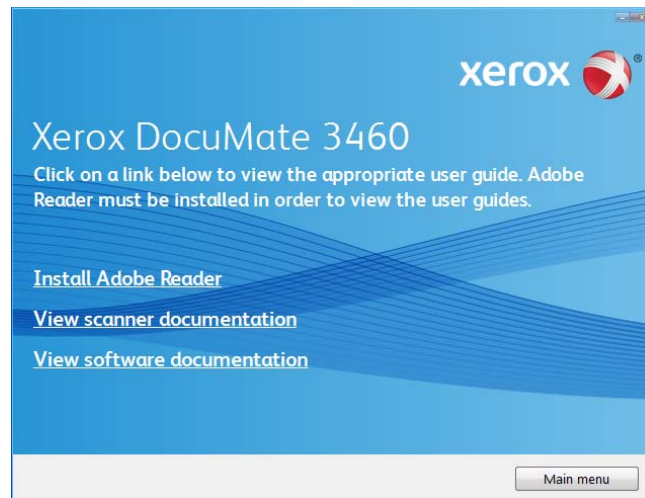 xerox ®
Xerox DocuMate 3460
Click on a link below to view the appropriate user guide. Adobe
Reader must be installed in order to view the user guides.
Install Adobe Reader
View scanner documentation
View software documentation
Main menu